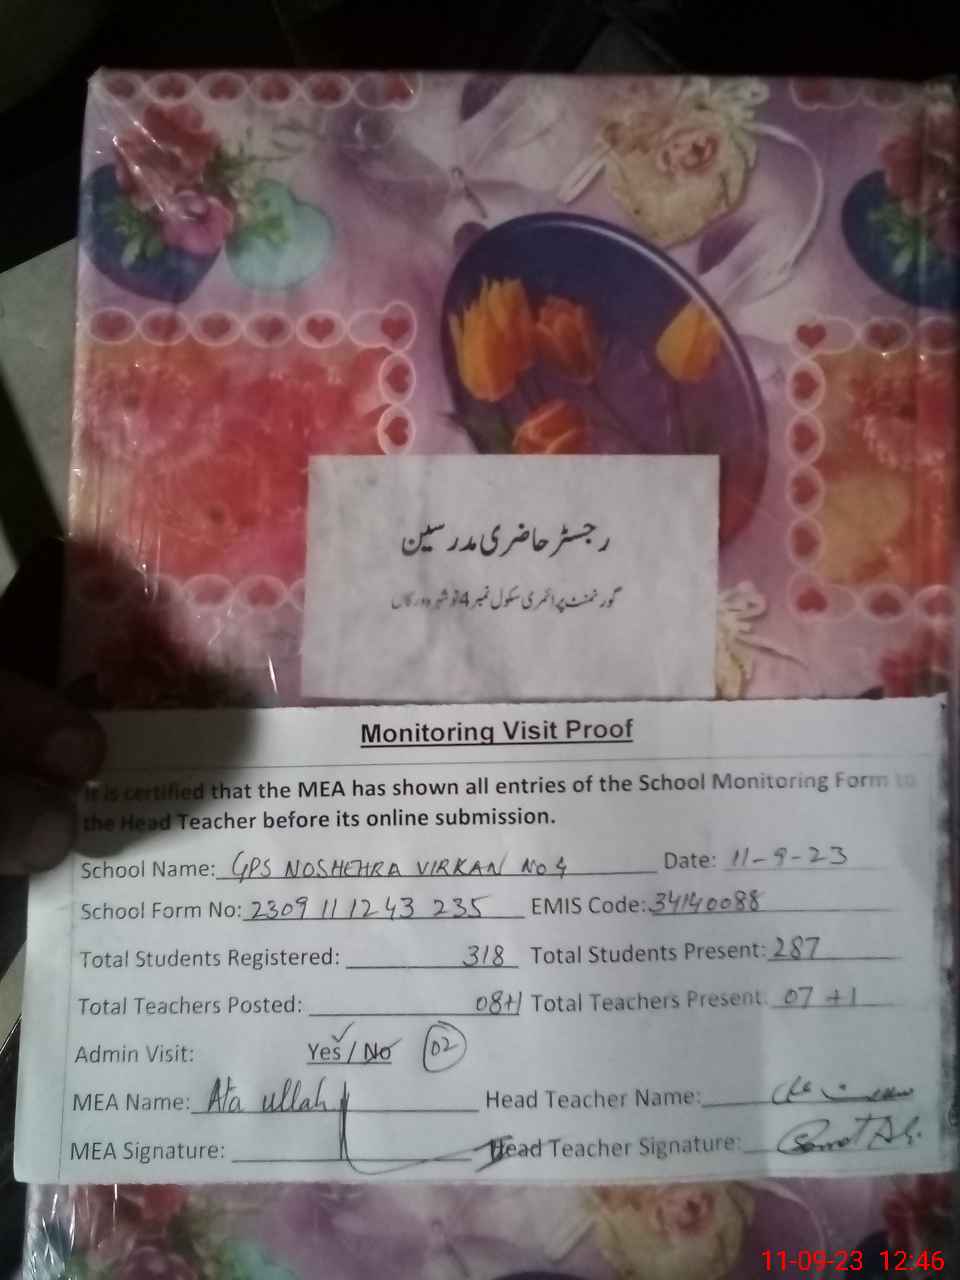 رجسٹر حاضری مدرسین
گورنمنٹ پرائمری سکول نمبر 4 نوشہرہ ورکاں
Monitoring Visit Proof
It is certified that the MEA has shown all entries of the School Monitoring Form to
the Head Teacher before its online submission.
School Name: GPS NOSHEHRA VIRKAN No 4 Date: 11-9-23
School Form No: 2309 11 1243 235 EMIS Code: 34140088
Total Students Registered: 318 Total Students Present: 287
Total Teachers Posted: 08+1 Total Teachers Present: 07 +1
Admin Visit: Yes / No 02
MEA Name: Ata ullah Head Teacher Name:
MEA Signature: Head Teacher Signature:
11-09-23 12:46